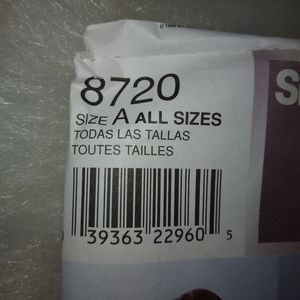 8720
SIZE A ALL SIZES
TODAS LAS TALLAS
TOUTES TAILLES
39363 22960 5